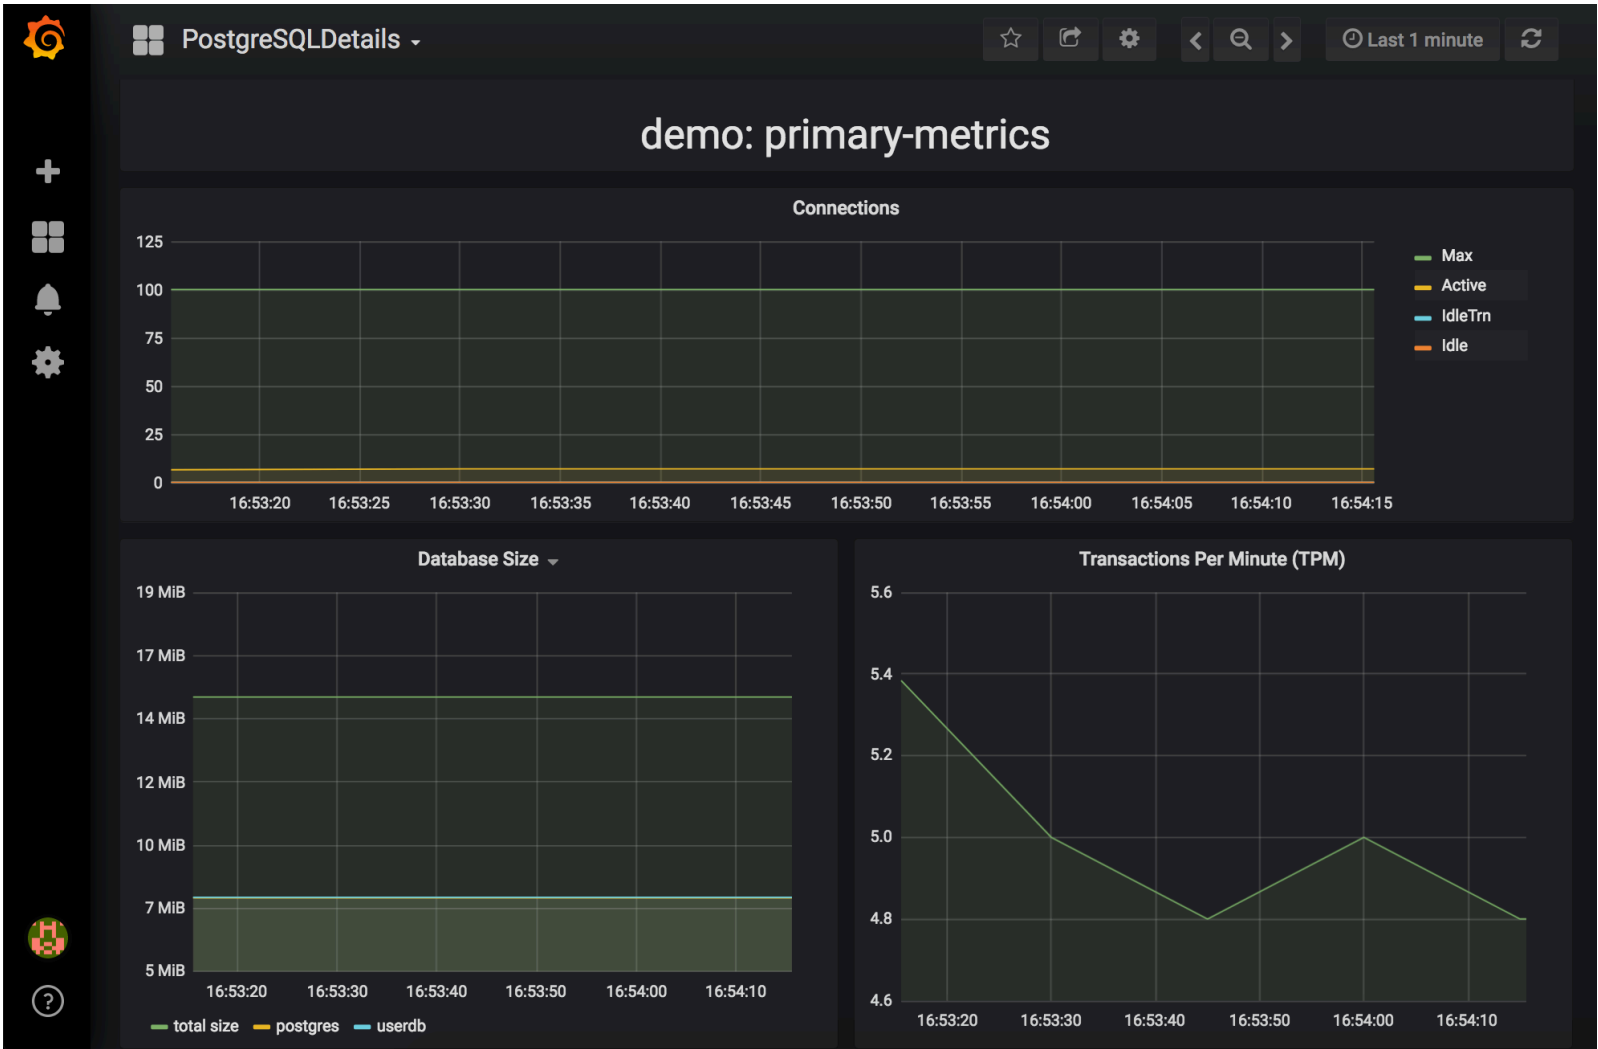 PostgreSQLDetails
Last 1 minute
demo: primary-metrics
Connections
125
100
75
50
25
0
16:53:20 16:53:25 16:53:30 16:53:35 16:53:40 16:53:45 16:53:50 16:53:55 16:54:00 16:54:05 16:54:10 16:54:15
Max
Active
IdleTrn
Idle
Database Size
19 MiB
17 MiB
14 MiB
12 MiB
10 MiB
7 MiB
5 MiB
16:53:20 16:53:30 16:53:40 16:53:50 16:54:00 16:54:10
total size postgres userdb
Transactions Per Minute (TPM)
5.6
5.4
5.2
5.0
4.8
4.6
16:53:20 16:53:30 16:53:40 16:53:50 16:54:00 16:54:10
?